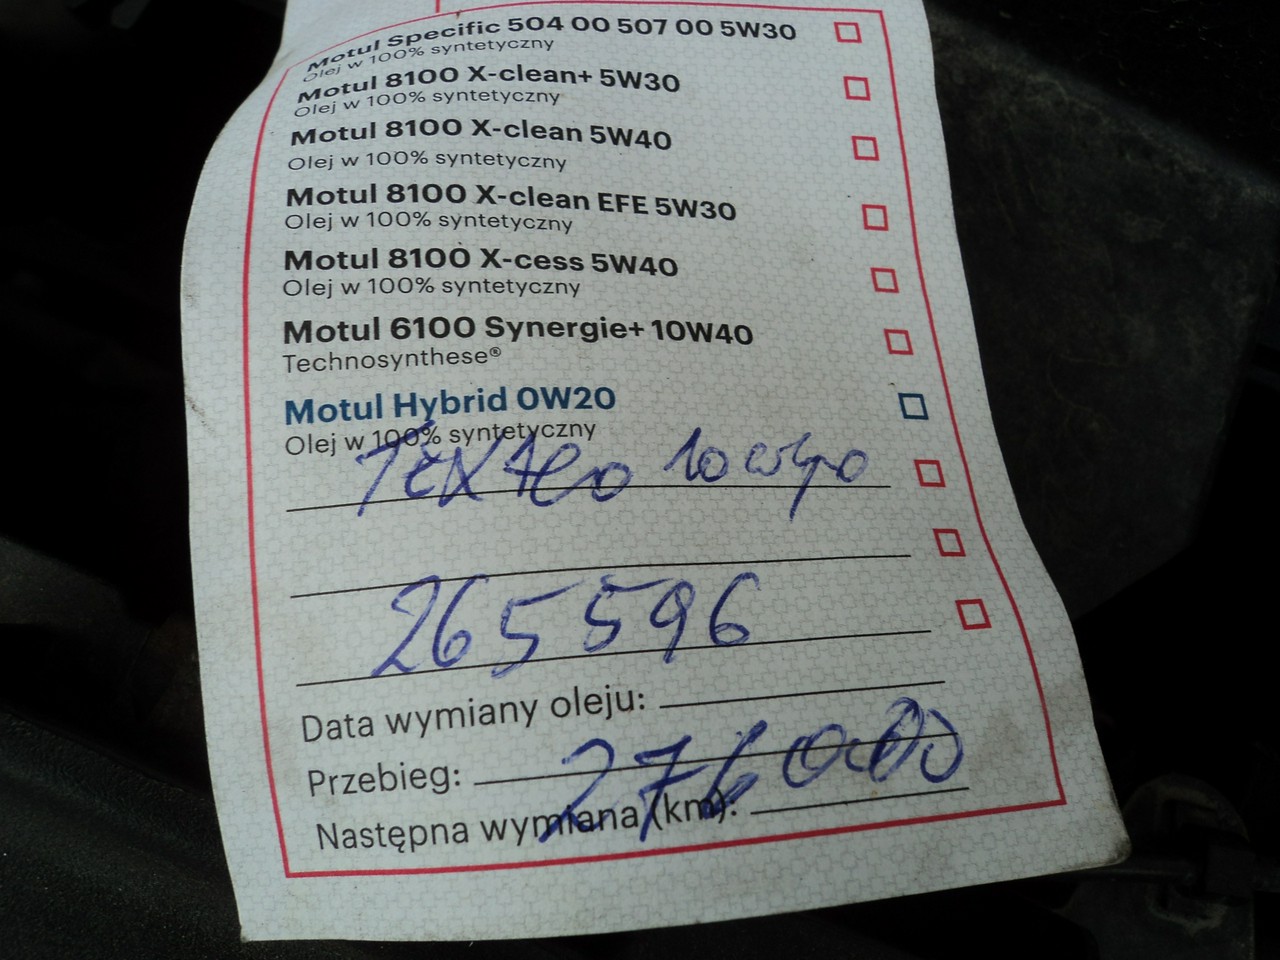 Motul Specific 504 00 507 00 5W30
Olej w 100% syntetyczny
Motul 8100 X-clean+ 5W30
Olej w 100% syntetyczny
Motul 8100 X-clean 5W40
Olej w 100% syntetyczny
Motul 8100 X-clean EFE 5W30
Olej w 100% syntetyczny
Motul 8100 X-cess 5W40
Olej w 100% syntetyczny
Motul 6100 Synergie+ 10W40
Technosynthese®
Motul Hybrid 0W20
Olej w 100% syntetyczny
10W40
265596
Data wymiany oleju:
Przebieg:
276000
Następna wymiana (km):